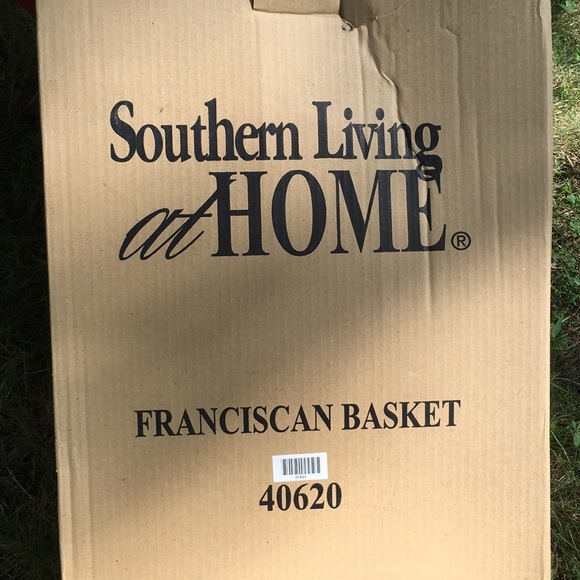 Southern Living
at HOME®
FRANCISCAN BASKET
40620